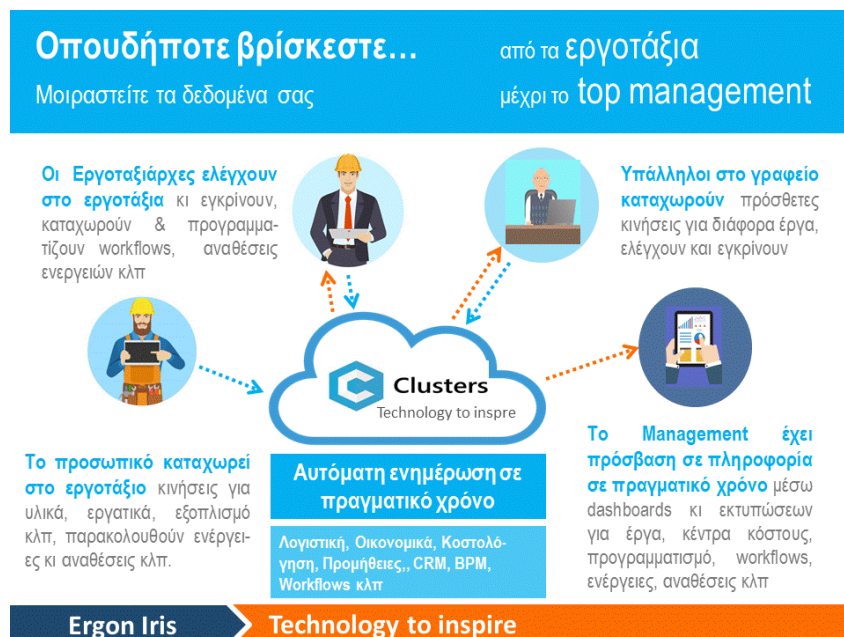 Οπουδήποτε βρίσκεστε...
Μοιραστείτε τα δεδομένα σας
από τα εργοτάξια
μέχρι το top management
Οι Εργοταξιάρχες ελέγχουν
στο εργοτάξια κι εγκρίνουν,
καταχωρούν & προγραμμα-
τίζουν workflows, αναθέσεις
ενεργειών κλπ
Υπάλληλοι στο γραφείο
καταχωρούν πρόσθετες
κινήσεις για διάφορα έργα,
ελέγχουν και εγκρίνουν
Clusters
Technology to inspre
Το προσωπικό καταχωρεί
στο εργοτάξιο κινήσεις για
υλικά, εργατικά, εξοπλισμό
κλπ, παρακολουθούν ενέργει-
ες κι αναθέσεις κλπ.
Αυτόματη ενημέρωση σε
πραγματικό χρόνο
Λογιστική, Οικονομικά, Κοστολό-
γηση, Προμήθειες,, CRM, BPM,
Workflows κλπ
Το Management έχει
πρόσβαση σε πληροφορία
σε πραγματικό χρόνο μέσω
dashboards κι εκτυπώσεων
για έργα, κέντρα κόστους,
προγραμματισμό, workflows,
ενέργειες, αναθέσεις κλπ
Ergon Iris
Technology to inspire